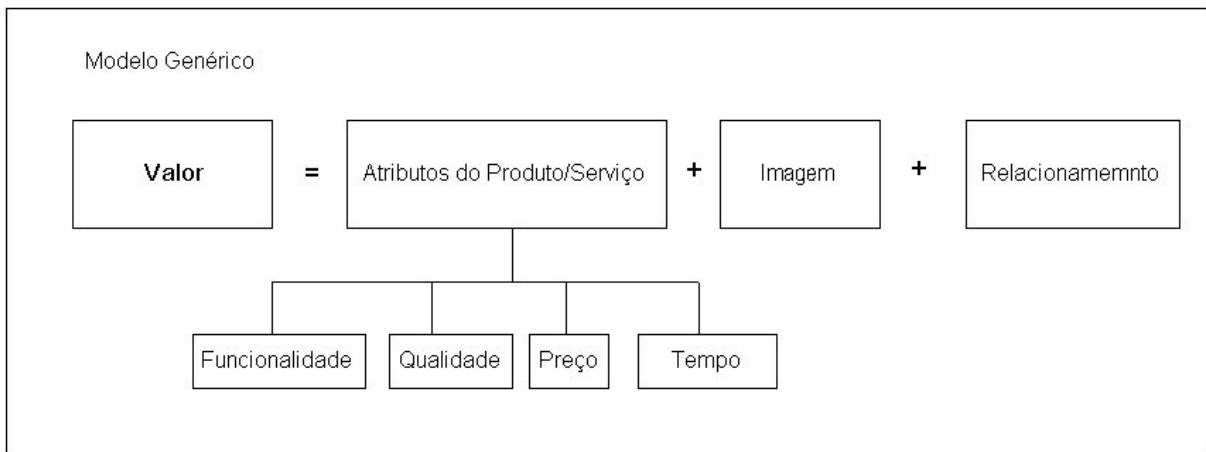 Modelo Genérico
Valor = Atributos do Produto/Serviço + Imagem + Relacionamemnto
Funcionalidade Qualidade Preço Tempo